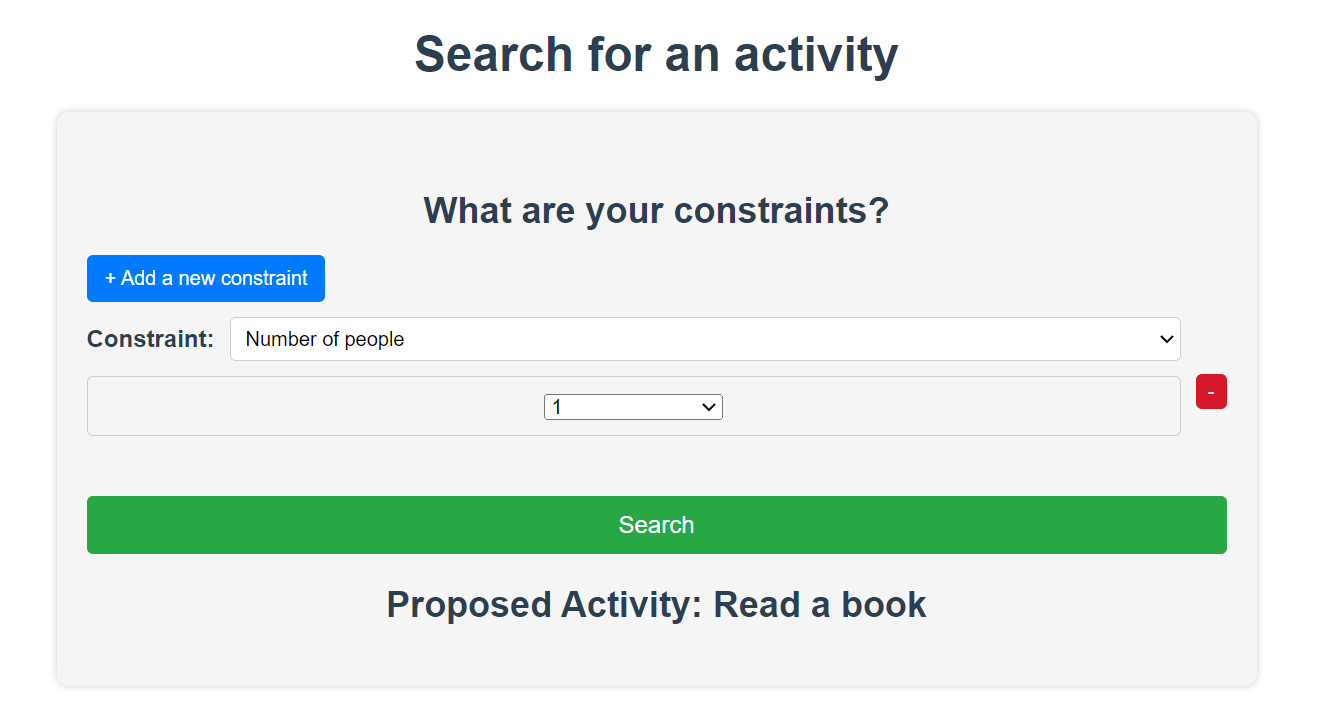 Search for an activity
What are your constraints?
+ Add a new constraint
Constraint: Number of people
1
-
Search
Proposed Activity: Read a book